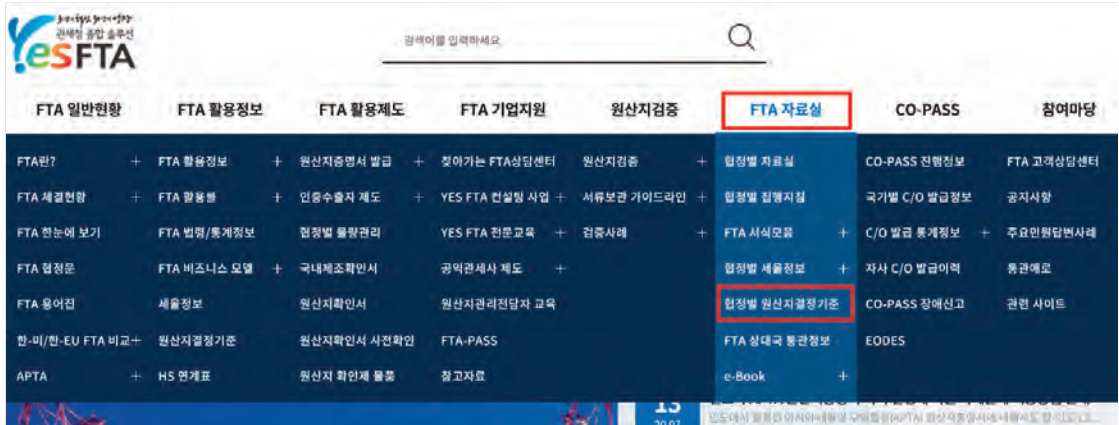 관세청 종합 솔루션
YesFTA
검색어를 입력하세요
FTA 일반현황 FTA 활용정보 FTA 활용제도 FTA 기업지원 원산지검증 FTA 자료실 CO-PASS 참여마당
FTA란? + FTA 활용정보 + 원산지증명서 발급 + 찾아가는 FTA상담센터 원산지검증 + 협정별 자료실 CO-PASS 진행정보 FTA 고객상담센터
FTA 체결현황 + FTA 활용률 + 인증수출자 제도 + YES FTA 컨설팅 사업 + 서류보관 가이드라인 + 협정별 집행지침 국가별 C/O 발급정보 공지사항
FTA 한눈에 보기 FTA 법령/통계정보 협정별 물량관리 YES FTA 전문교육 + 검증사례 + FTA 서식모음 + C/O 발급 통계정보 + 주요민원답변사례
FTA 협정문 FTA 비즈니스 모델 + 국내제조확인서 공익관세사 제도 + 협정별 세율정보 + 자사 C/O 발급이력 통관애로
FTA 용어집 세율정보 원산지확인서 원산지관리전담자 교육 협정별 원산지결정기준 CO-PASS 장애신고 관련 사이트
한-미/한-EU FTA 비교+ 원산지결정기준 원산지확인서 사전확인 FTA-PASS FTA 상대국 통관정보 EODES
APTA + HS 연계표 원산지 확인제 물품 참고자료 e-Book +
13
20.07